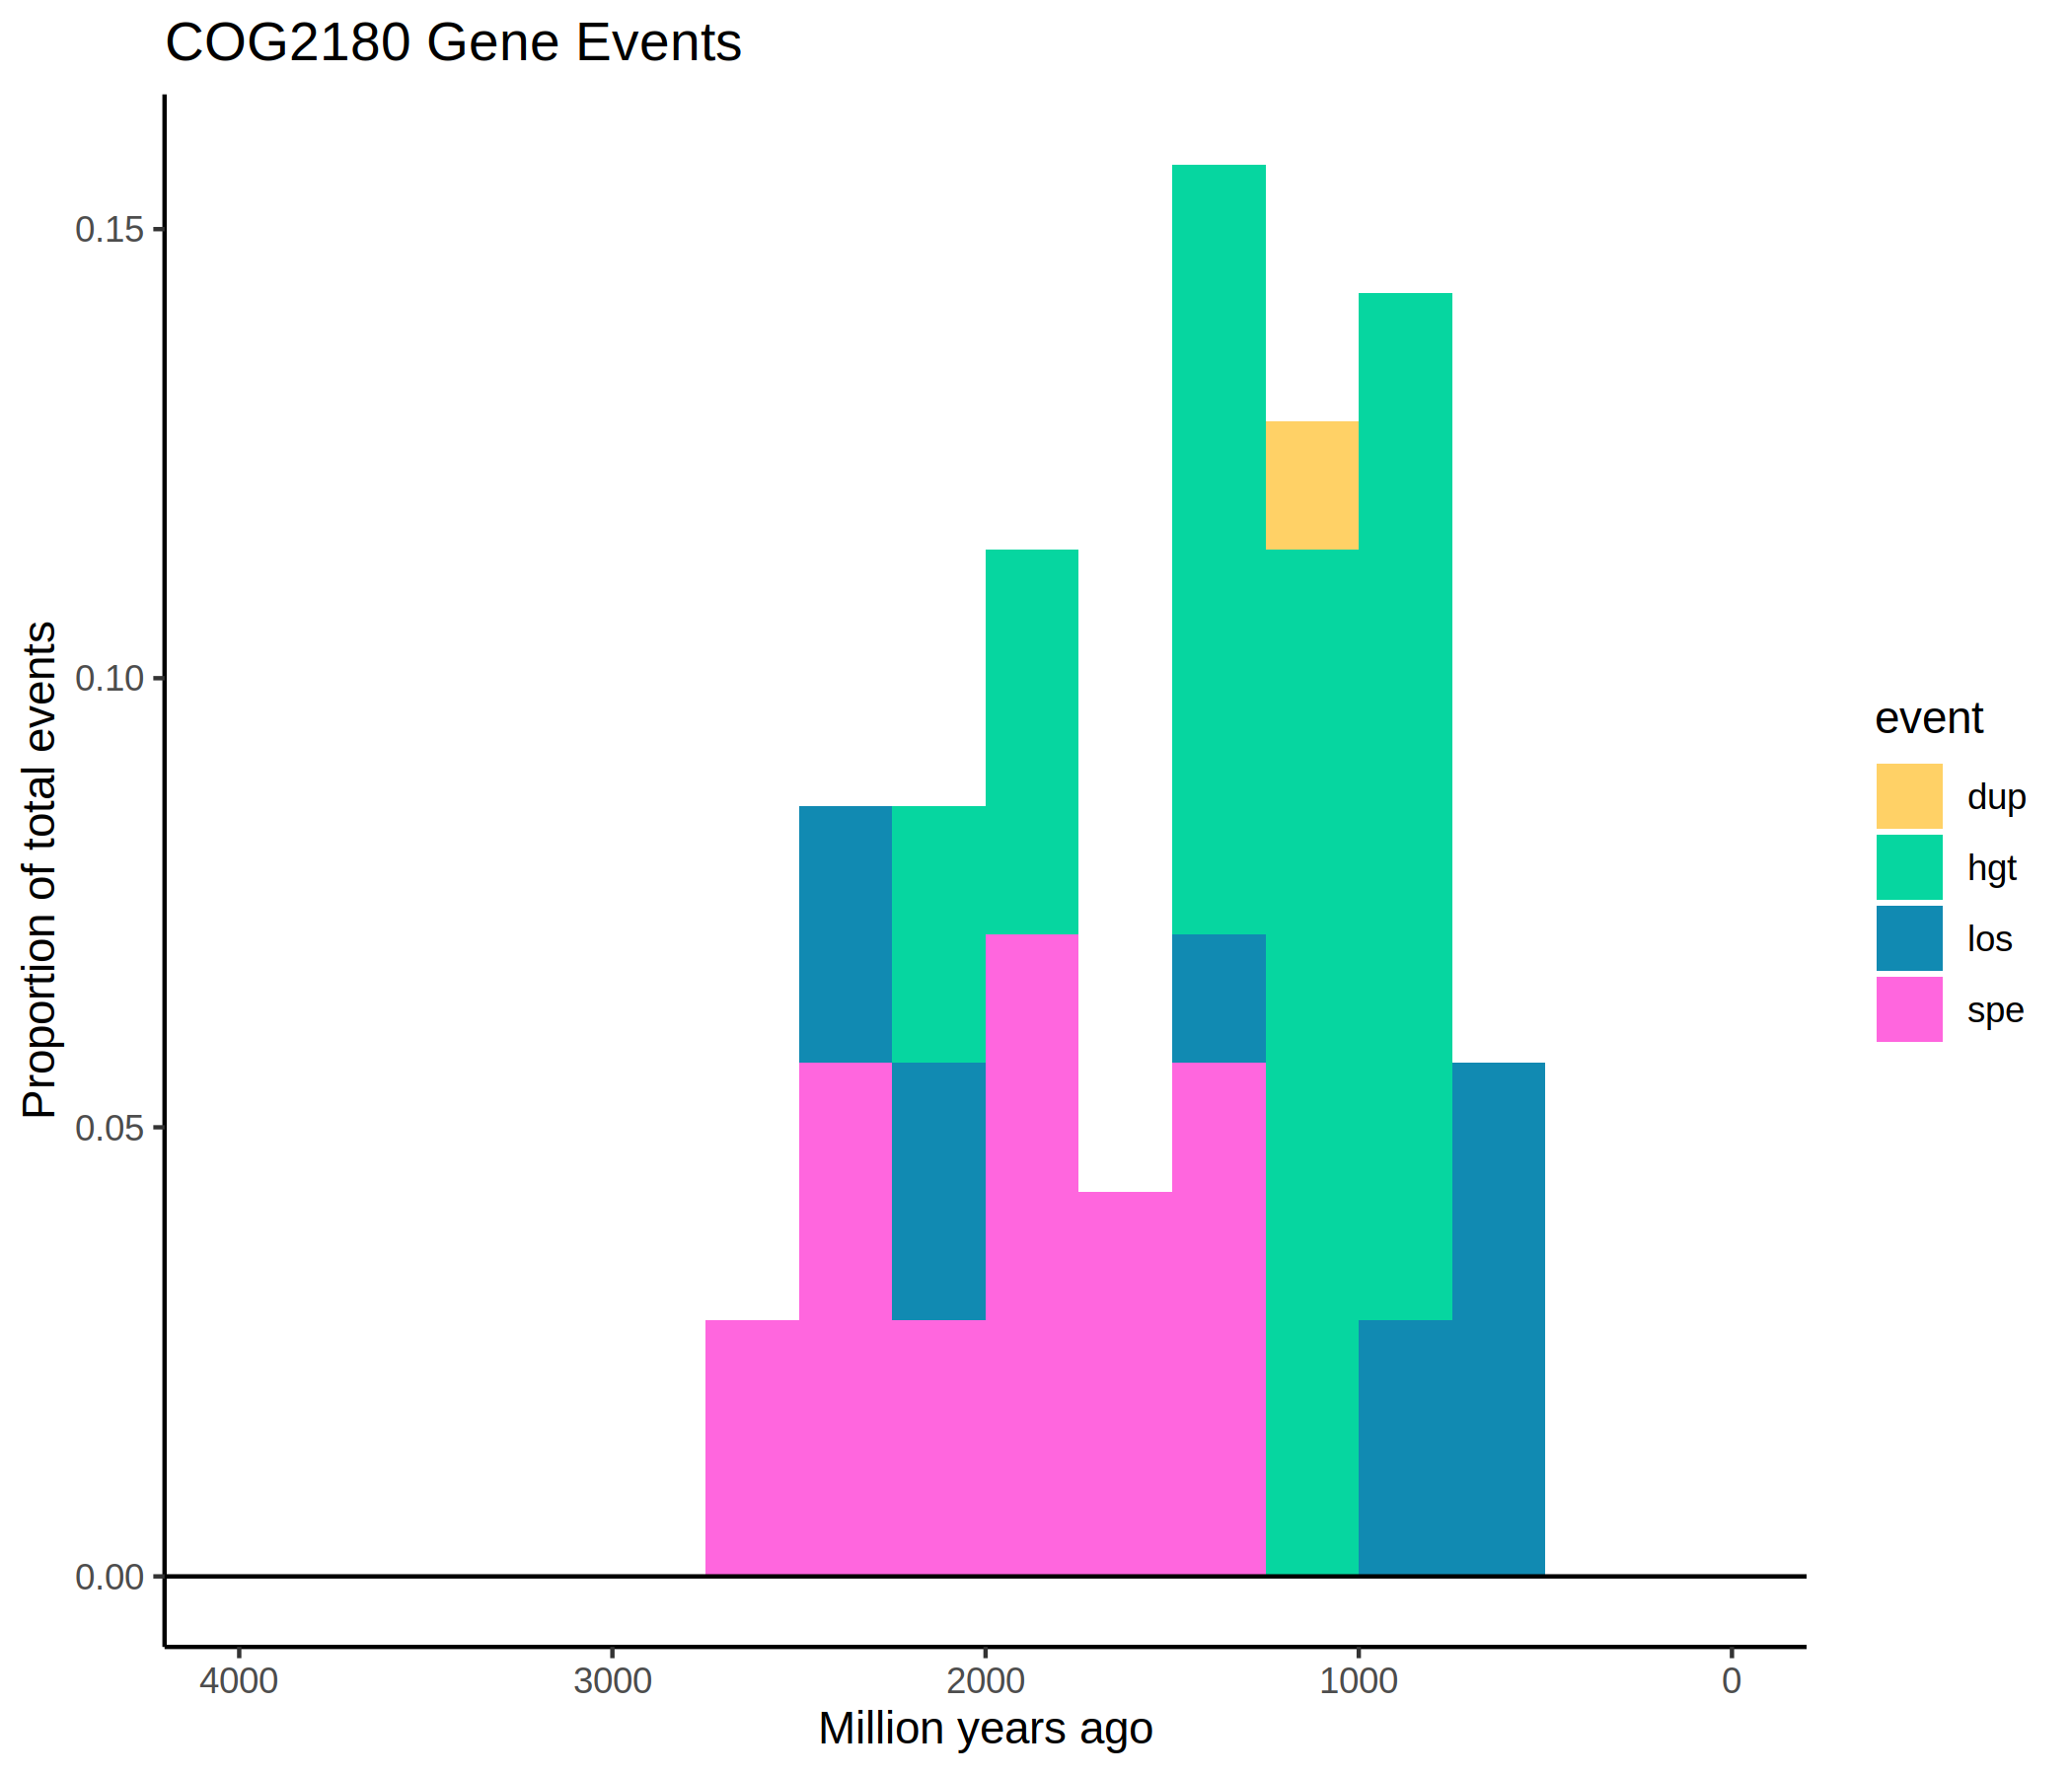 COG2180 Gene Events
Proportion of total events
0.15
0.10
0.05
0.00
4000 3000 2000 1000 0
Million years ago
event
dup
hgt
los
spe